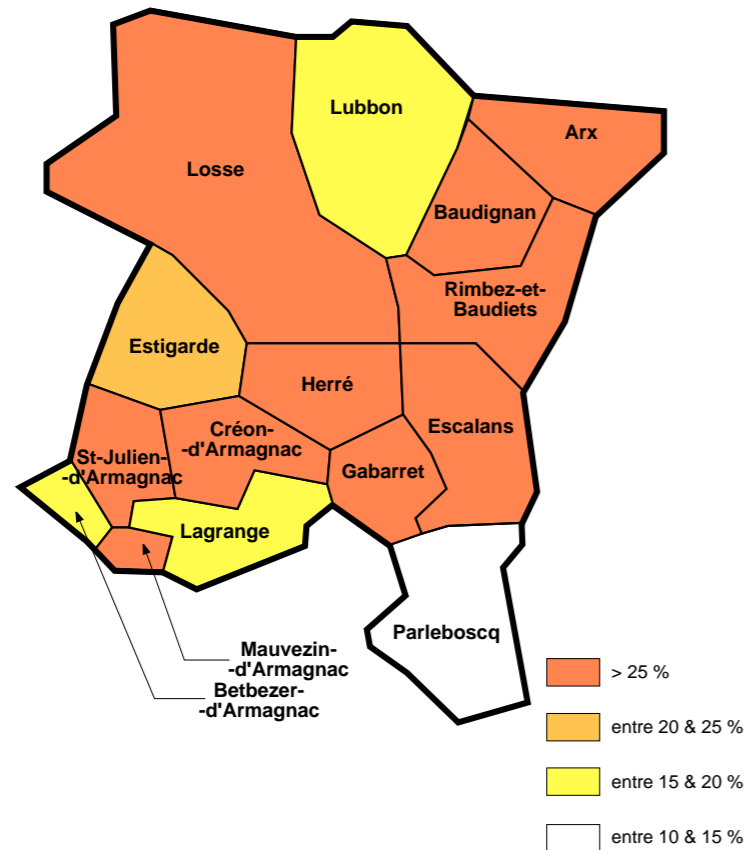 Lubbon
Arx
Losse
Baudignan
Rimbez-et-
Baudiets
Estigarde
Herré
Créon-
-d'Armagnac
Escalans
St-Julien-
-d'Armagnac
Gabarret
Lagrange
Parleboscq
Mauvezin-
-d'Armagnac
Betbezer-
-d'Armagnac
> 25 %
entre 20 & 25 %
entre 15 & 20 %
entre 10 & 15 %